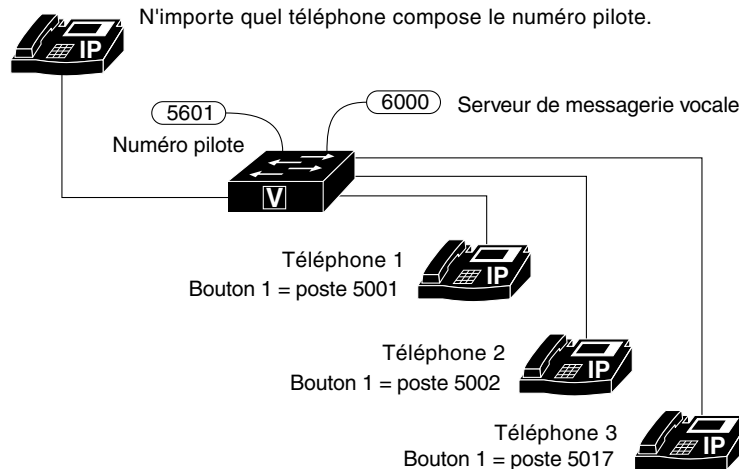 N'importe quel téléphone compose le numéro pilote.
IP
5601
6000
Serveur de messagerie vocale
Numéro pilote
V
Téléphone 1
Bouton 1 = poste 5001
IP
Téléphone 2
Bouton 1 = poste 5002
IP
Téléphone 3
Bouton 1 = poste 5017
IP